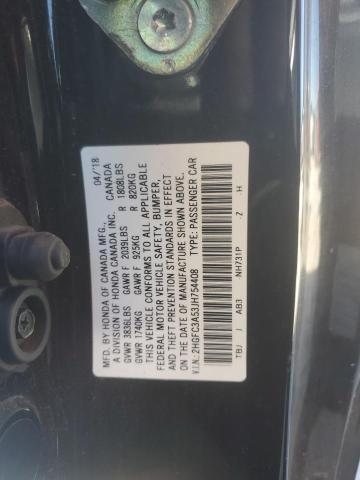 MFD. BY HONDA OF CANADA MFG., 04/18
A DIVISION OF HONDA CANADA INC. CANADA
GVWR 3836LBS GAWR F 2039LBS R 1808LBS
GVWR 1740KG GAWR F 925KG R 820KG
THIS VEHICLE CONFORMS TO ALL APPLICABLE
FEDERAL MOTOR VEHICLE SAFETY, BUMPER,
AND THEFT PREVENTION STANDARDS IN EFFECT
ON THE DATE OF MANUFACTURE SHOWN ABOVE.
V.I.N.: 2HGFC3A53JH754408 TYPE: PASSENGER CAR
TBJ J AB3 NH731P -Z H